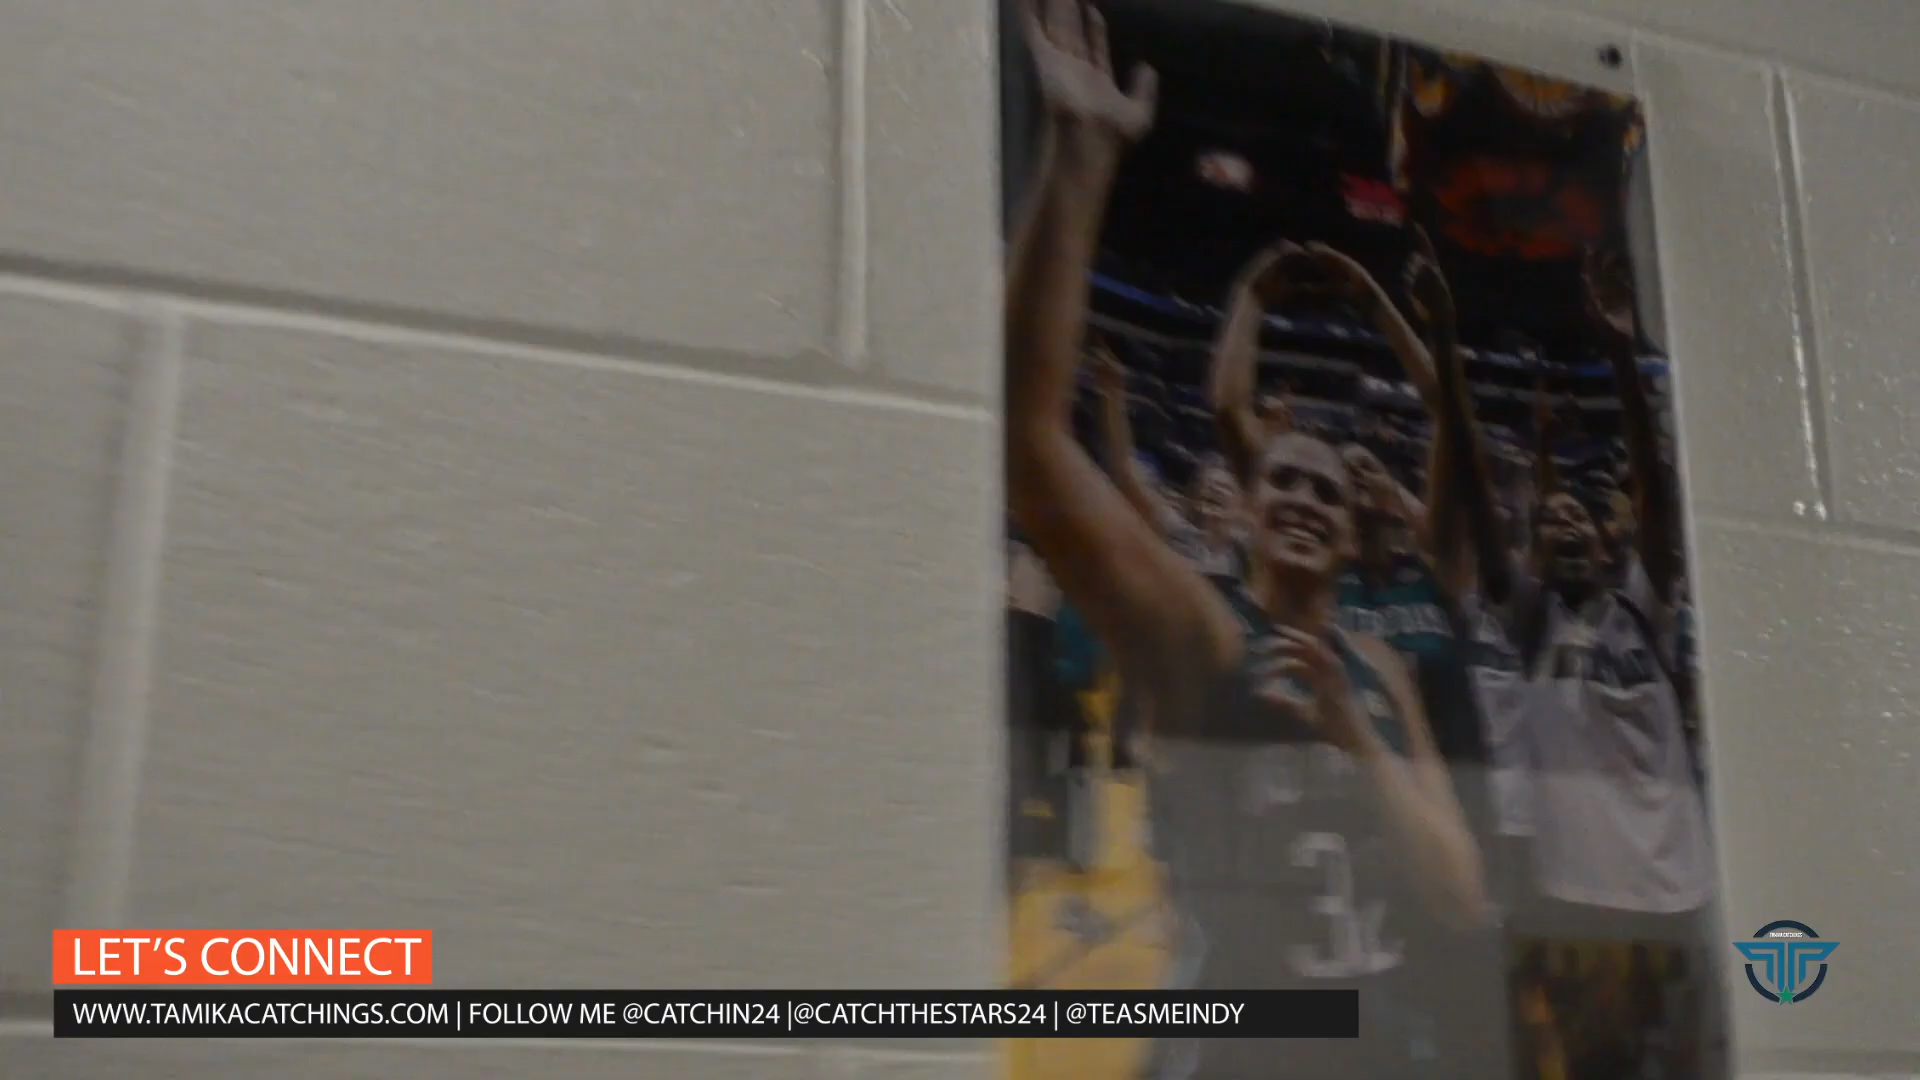 LET'S CONNECT
WWW.TAMIKACATCHINGS.COM | FOLLOW ME @CATCHIN24 |@CATCHTHESTARS24 | @TEASMEINDY